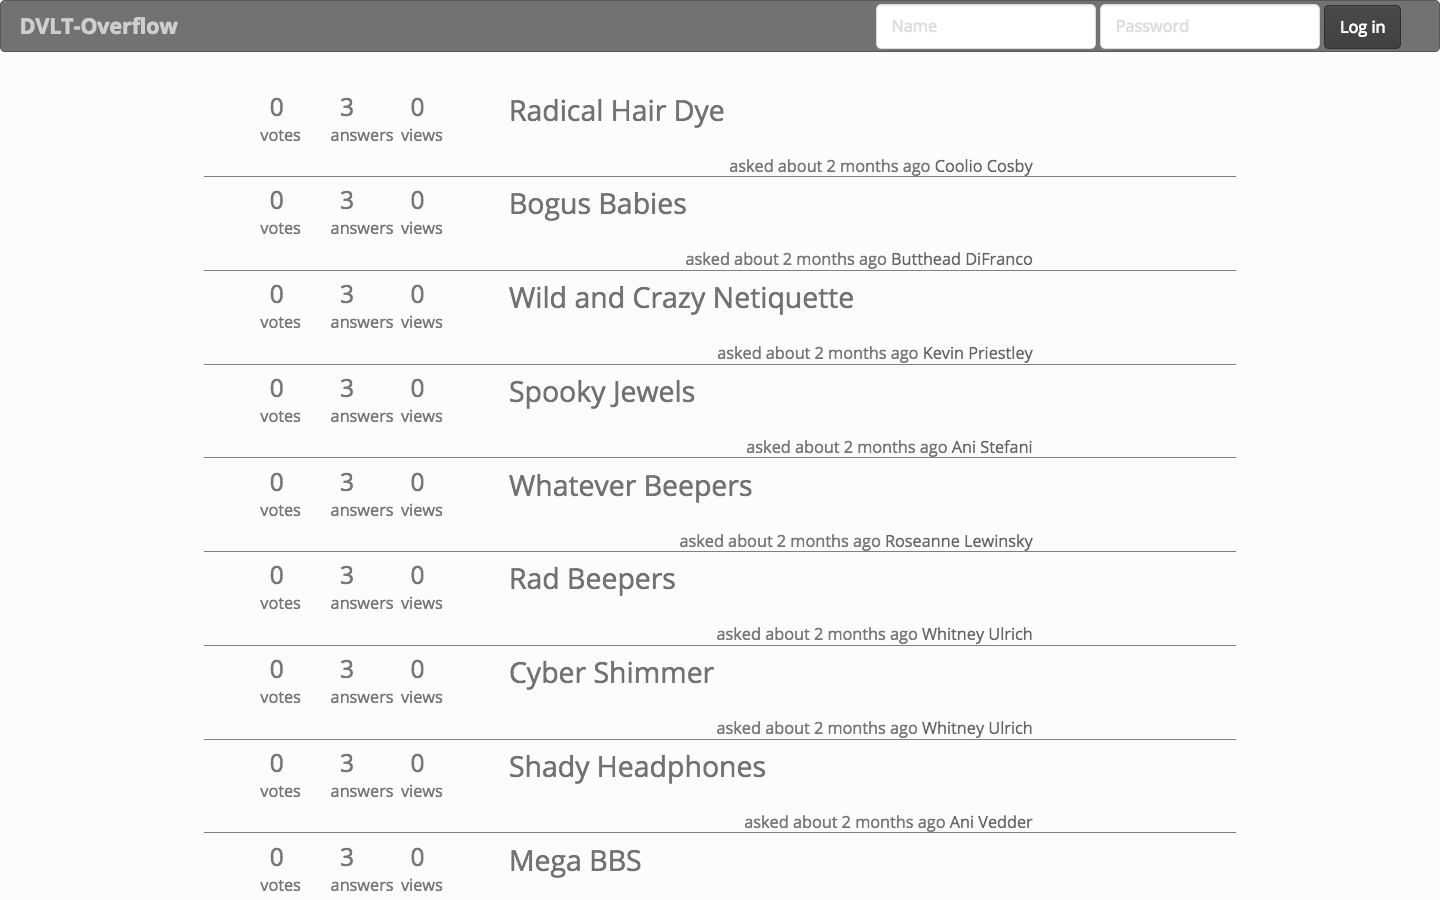 DVLT-Overflow Name Password Log in
0 3 0 Radical Hair Dye
votes answers views
asked about 2 months ago Coolio Cosby
0 3 0 Bogus Babies
votes answers views
asked about 2 months ago Butthead DiFranco
0 3 0 Wild and Crazy Netiquette
votes answers views
asked about 2 months ago Kevin Priestley
0 3 0 Spooky Jewels
votes answers views
asked about 2 months ago Ani Stefani
0 3 0 Whatever Beepers
votes answers views
asked about 2 months ago Roseanne Lewinsky
0 3 0 Rad Beepers
votes answers views
asked about 2 months ago Whitney Ulrich
0 3 0 Cyber Shimmer
votes answers views
asked about 2 months ago Whitney Ulrich
0 3 0 Shady Headphones
votes answers views
asked about 2 months ago Ani Vedder
0 3 0 Mega BBS
votes answers views